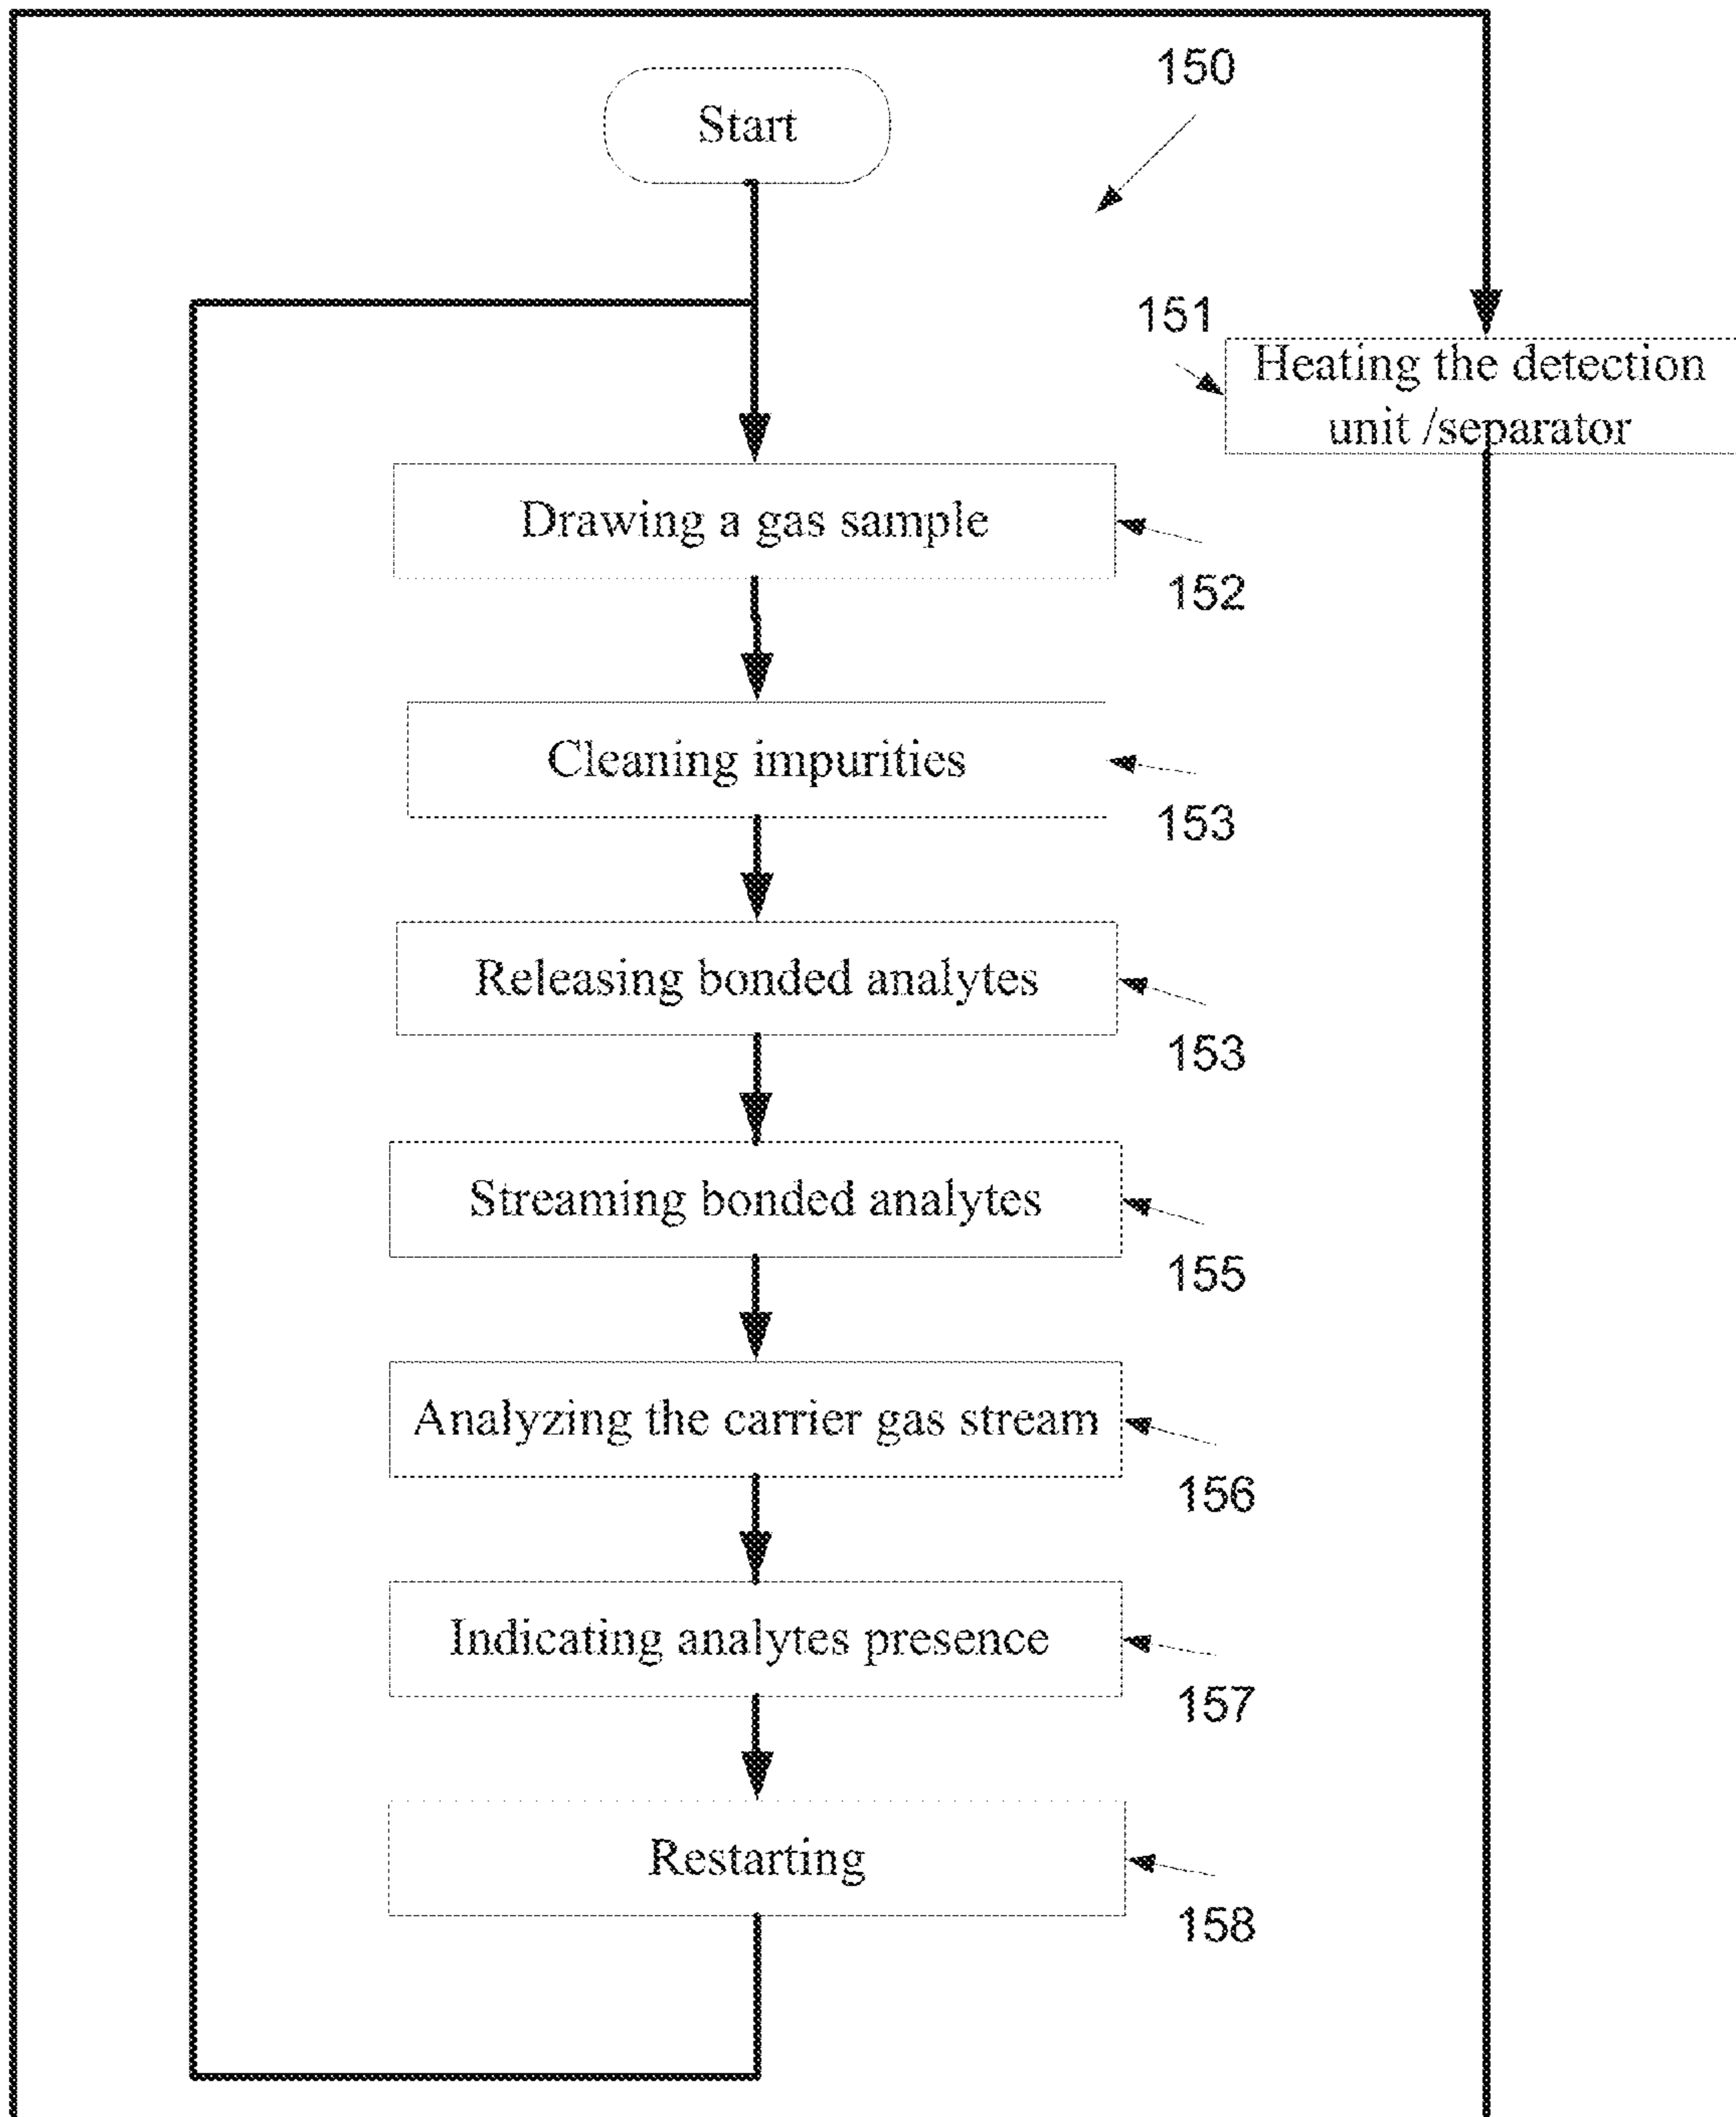 150
Start
151
Heating the detection
unit /separator
Drawing a gas sample
152
Cleaning impurities
153
Releasing bonded analytes
153
Streaming bonded analytes
155
Analyzing the carrier gas stream
156
Indicating analytes presence
157
Restarting
158